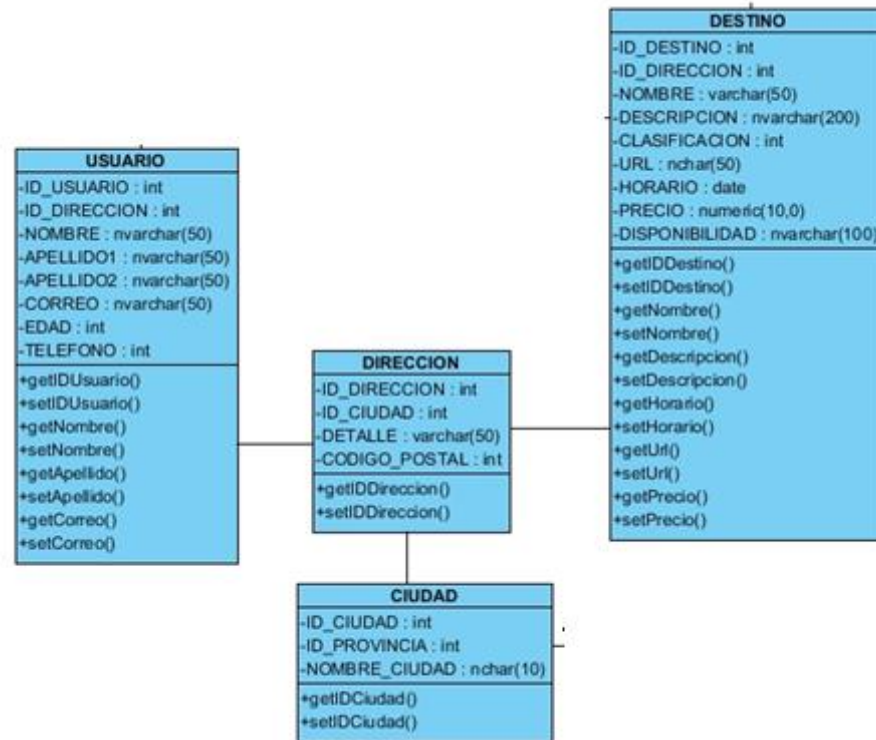 USUARIO
-ID_USUARIO : int
-ID_DIRECCION : int
-NOMBRE : nvarchar(50)
-APELLIDO1 : nvarchar(50)
-APELLIDO2 : nvarchar(50)
-CORREO : nvarchar(50)
-EDAD : int
-TELEFONO : int
+getIDUsuario()
+setIDUsuario()
+getNombre()
+setNombre()
+getApellido()
+setApellido()
+getCorreo()
+setCorreo()
DIRECCION
-ID_DIRECCION : int
-ID_CIUDAD : int
-DETALLE : varchar(50)
-CODIGO_POSTAL : int
+getIDDireccion()
+setIDDireccion()
CIUDAD
-ID_CIUDAD : int
-ID_PROVINCIA : int
-NOMBRE_CIUDAD : nchar(10)
+getIDCiudad()
+setIDCiudad()
DESTINO
-ID_DESTINO : int
-ID_DIRECCION : int
-NOMBRE : varchar(50)
-DESCRIPCION : nvarchar(200)
-CLASIFICACION : int
-URL : nchar(50)
-HORARIO : date
-PRECIO : numeric(10,0)
-DISPONIBILIDAD : nvarchar(100)
+getIDDestino()
+setIDDestino()
+getNombre()
+setNombre()
+getDescripcion()
+setDescripcion()
+getHorario()
+setHorario()
+getUrl()
+setUrl()
+getPrecio()
+setPrecio()